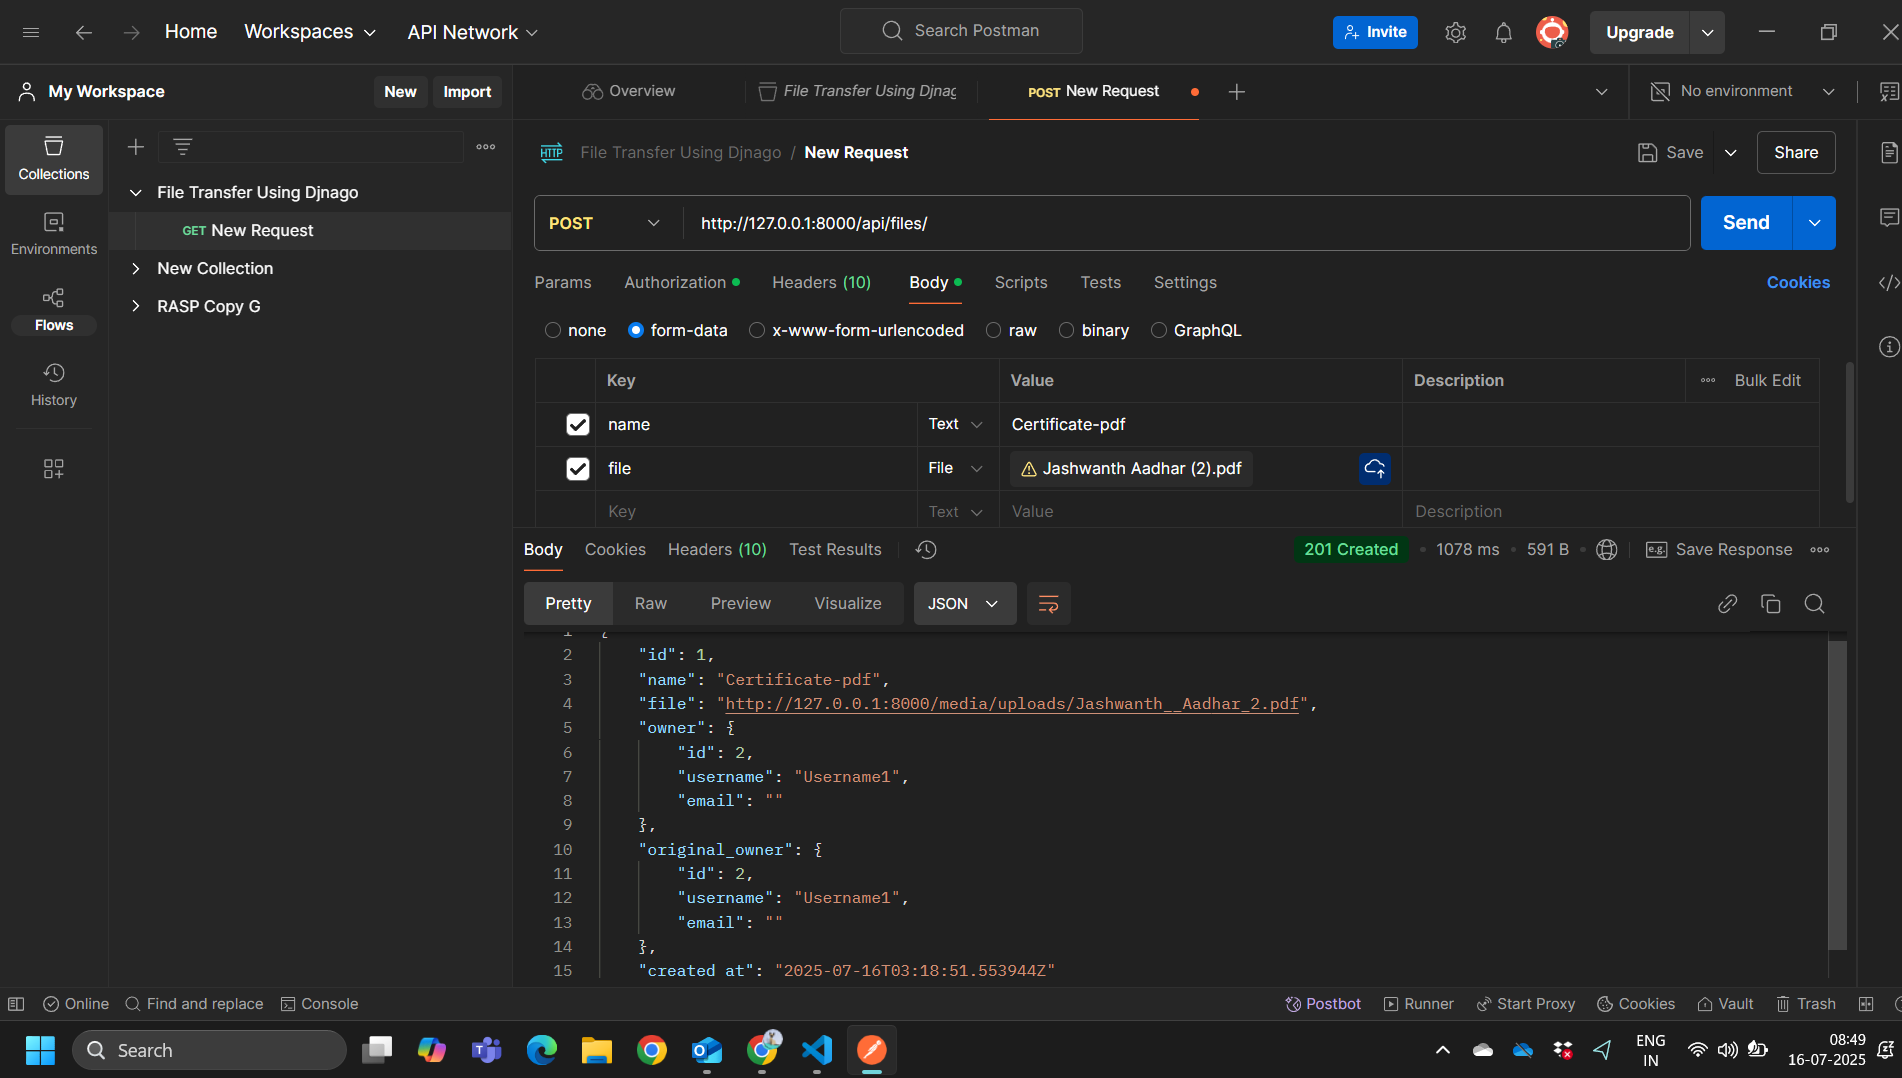 Home Workspaces API Network Search Postman Invite Upgrade
My Workspace New Import Overview File Transfer Using Djnag POST New Request No environment
Collections
Environments
Flows
History
File Transfer Using Djnago
GET New Request
New Collection
RASP Copy G
HTTP File Transfer Using Djnago / New Request Save Share
POST http://127.0.0.1:8000/api/files/ Send
Params Authorization Headers (10) Body Scripts Tests Settings Cookies
none form-data x-www-form-urlencoded raw binary GraphQL
Key Value Description Bulk Edit
name Text Certificate-pdf
file File Jashwanth Aadhar (2).pdf
Key Text Value Description
Body Cookies Headers (10) Test Results 201 Created 1078 ms 591 B e.g. Save Response
Pretty Raw Preview Visualize JSON
1 {
2 "id": 1,
3 "name": "Certificate-pdf",
4 "file": "http://127.0.0.1:8000/media/uploads/Jashwanth__Aadhar_2.pdf",
5 "owner": {
6 "id": 2,
7 "username": "Username1",
8 "email": ""
9 },
10 "original_owner": {
11 "id": 2,
12 "username": "Username1",
13 "email": ""
14 },
15 "created at": "2025-07-16T03:18:51.553944Z"
Online Find and replace Console Postbot Runner Start Proxy Cookies Vault Trash
Search ENG IN 08:49 16-07-2025